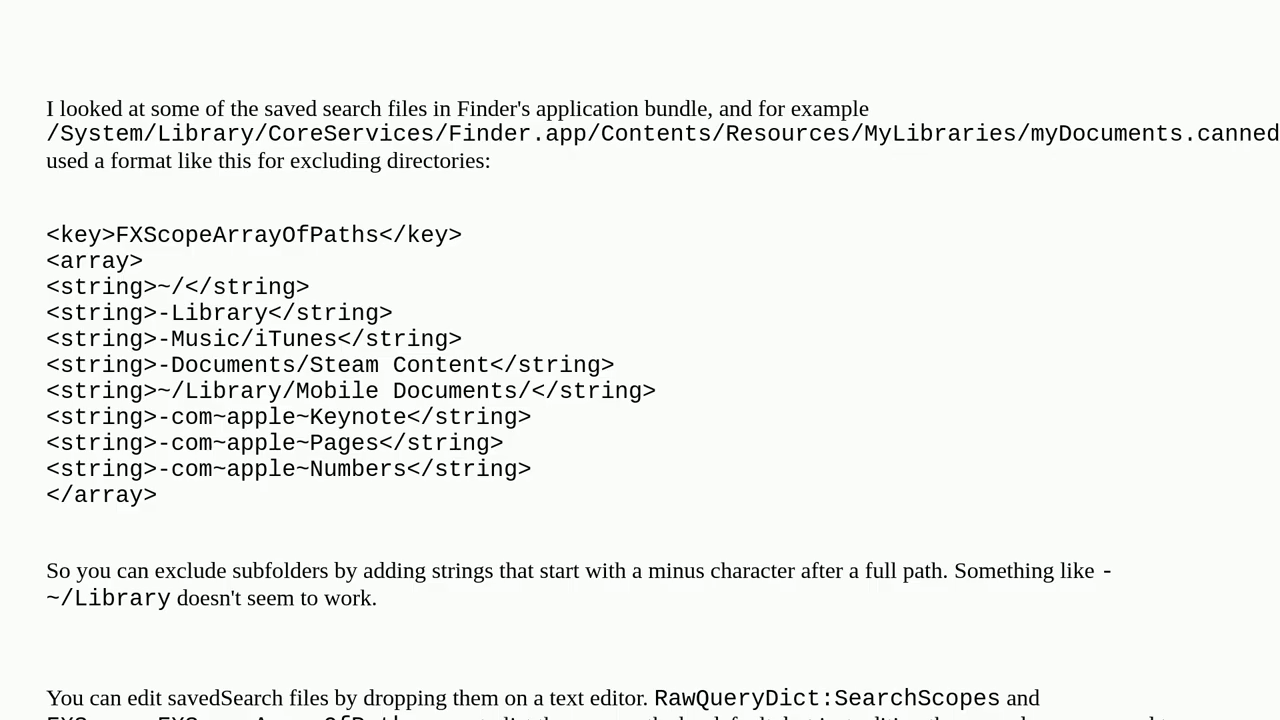 I looked at some of the saved search files in Finder's application bundle, and for example
/System/Library/CoreServices/Finder.app/Contents/Resources/MyLibraries/myDocuments.canned
used a format like this for excluding directories:
<key>FXScopeArrayOfPaths</key>
<array>
<string>~/</string>
<string>-Library</string>
<string>-Music/iTunes</string>
<string>-Documents/Steam Content</string>
<string>~/Library/Mobile Documents/</string>
<string>-com~apple~Keynote</string>
<string>-com~apple~Pages</string>
<string>-com~apple~Numbers</string>
</array>
So you can exclude subfolders by adding strings that start with a minus character after a full path. Something like -
~/Library doesn't seem to work.
You can edit savedSearch files by dropping them on a text editor. RawQueryDict:SearchScopes and